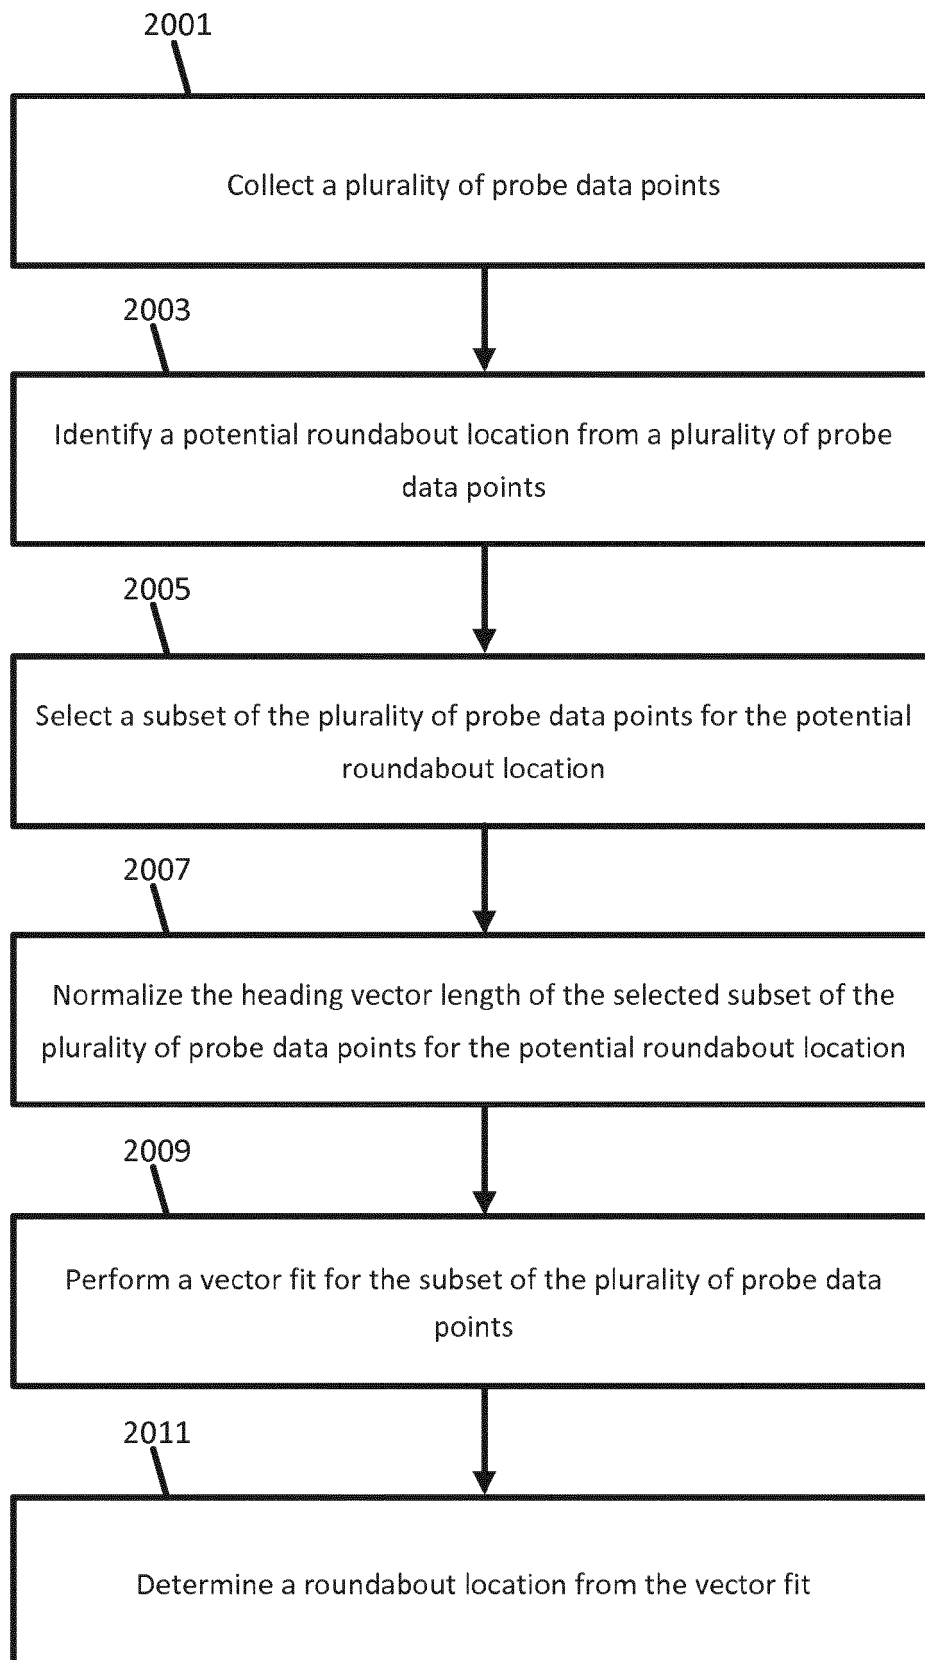 2001
Collect a plurality of probe data points
2003
Identify a potential roundabout location from a plurality of probe
data points
2005
Select a subset of the plurality of probe data points for the potential
roundabout location
2007
Normalize the heading vector length of the selected subset of the
plurality of probe data points for the potential roundabout location
2009
Perform a vector fit for the subset of the plurality of probe data
points
2011
Determine a roundabout location from the vector fit